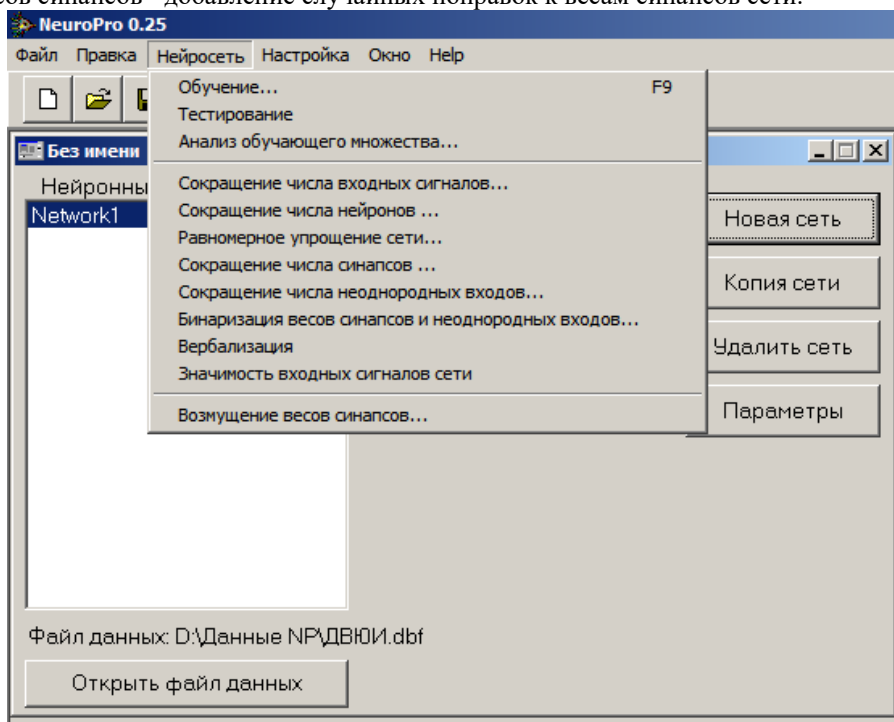 сов синапсов - добавление случайных поправок к весам синапсов сети.
NeuroPro 0.25
Файл Правка Нейросеть Настройка Окно Help
Обучение... F9
Тестирование
Анализ обучающего множества...
Без имени
Нейронны
Сокращение числа входных сигналов...
Network1
Сокращение числа нейронов ...
Новая сеть
Равномерное упрощение сети...
Сокращение числа синапсов ...
Копия сети
Сокращение числа неоднородных входов...
Бинаризация весов синапсов и неоднородных входов...
Вербализация
Удалить сеть
Значимость входных сигналов сети
Возмущение весов синапсов...
Параметры
Файл данных: D:\Данные NP\ДВЮИ.dbf
Открыть файл данных